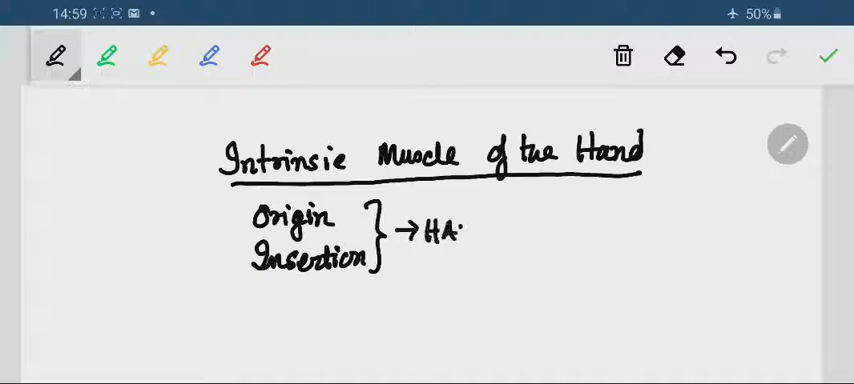 14:59
50%
Intrinsic Muscle of the Hand
Origin
Insertion
} → HA